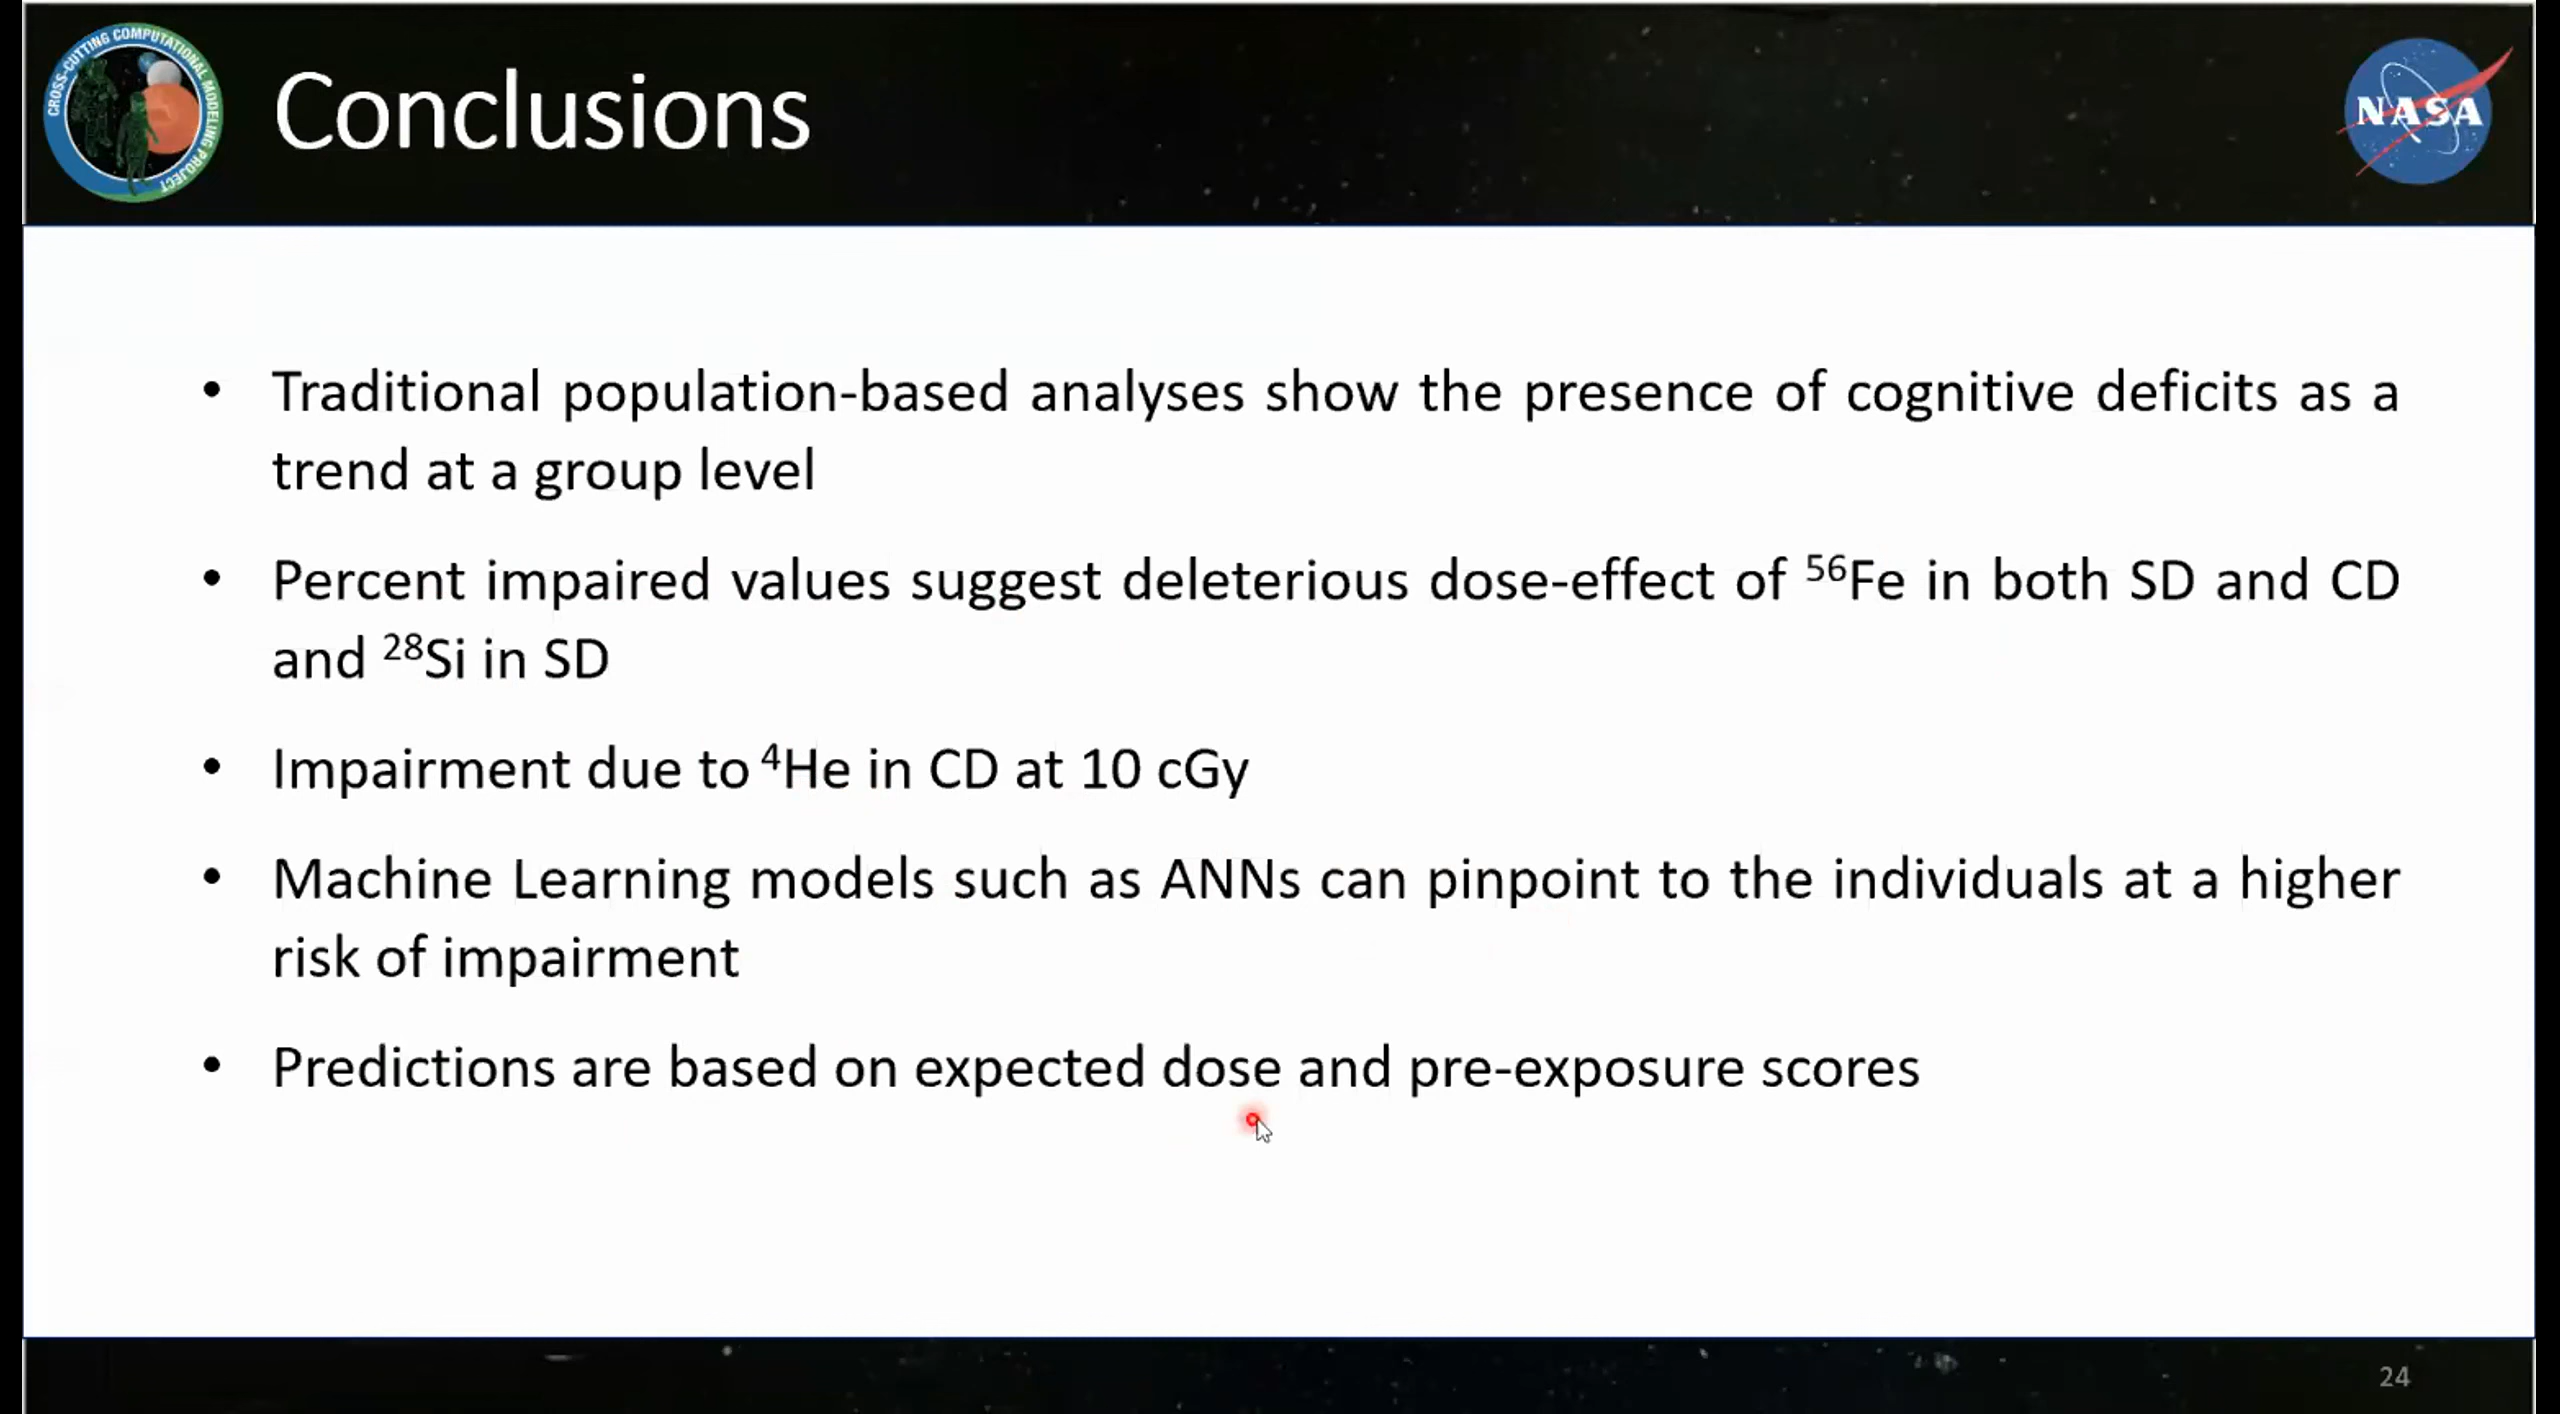 CROSS-CUTTING COMPUTATIONAL MODELING PROJECT
Conclusions
NASA
• Traditional population-based analyses show the presence of cognitive deficits as a
trend at a group level
• Percent impaired values suggest deleterious dose-effect of ⁵⁶Fe in both SD and CD
and ²⁸Si in SD
• Impairment due to ⁴He in CD at 10 cGy
• Machine Learning models such as ANNs can pinpoint to the individuals at a higher
risk of impairment
• Predictions are based on expected dose and pre-exposure scores
24